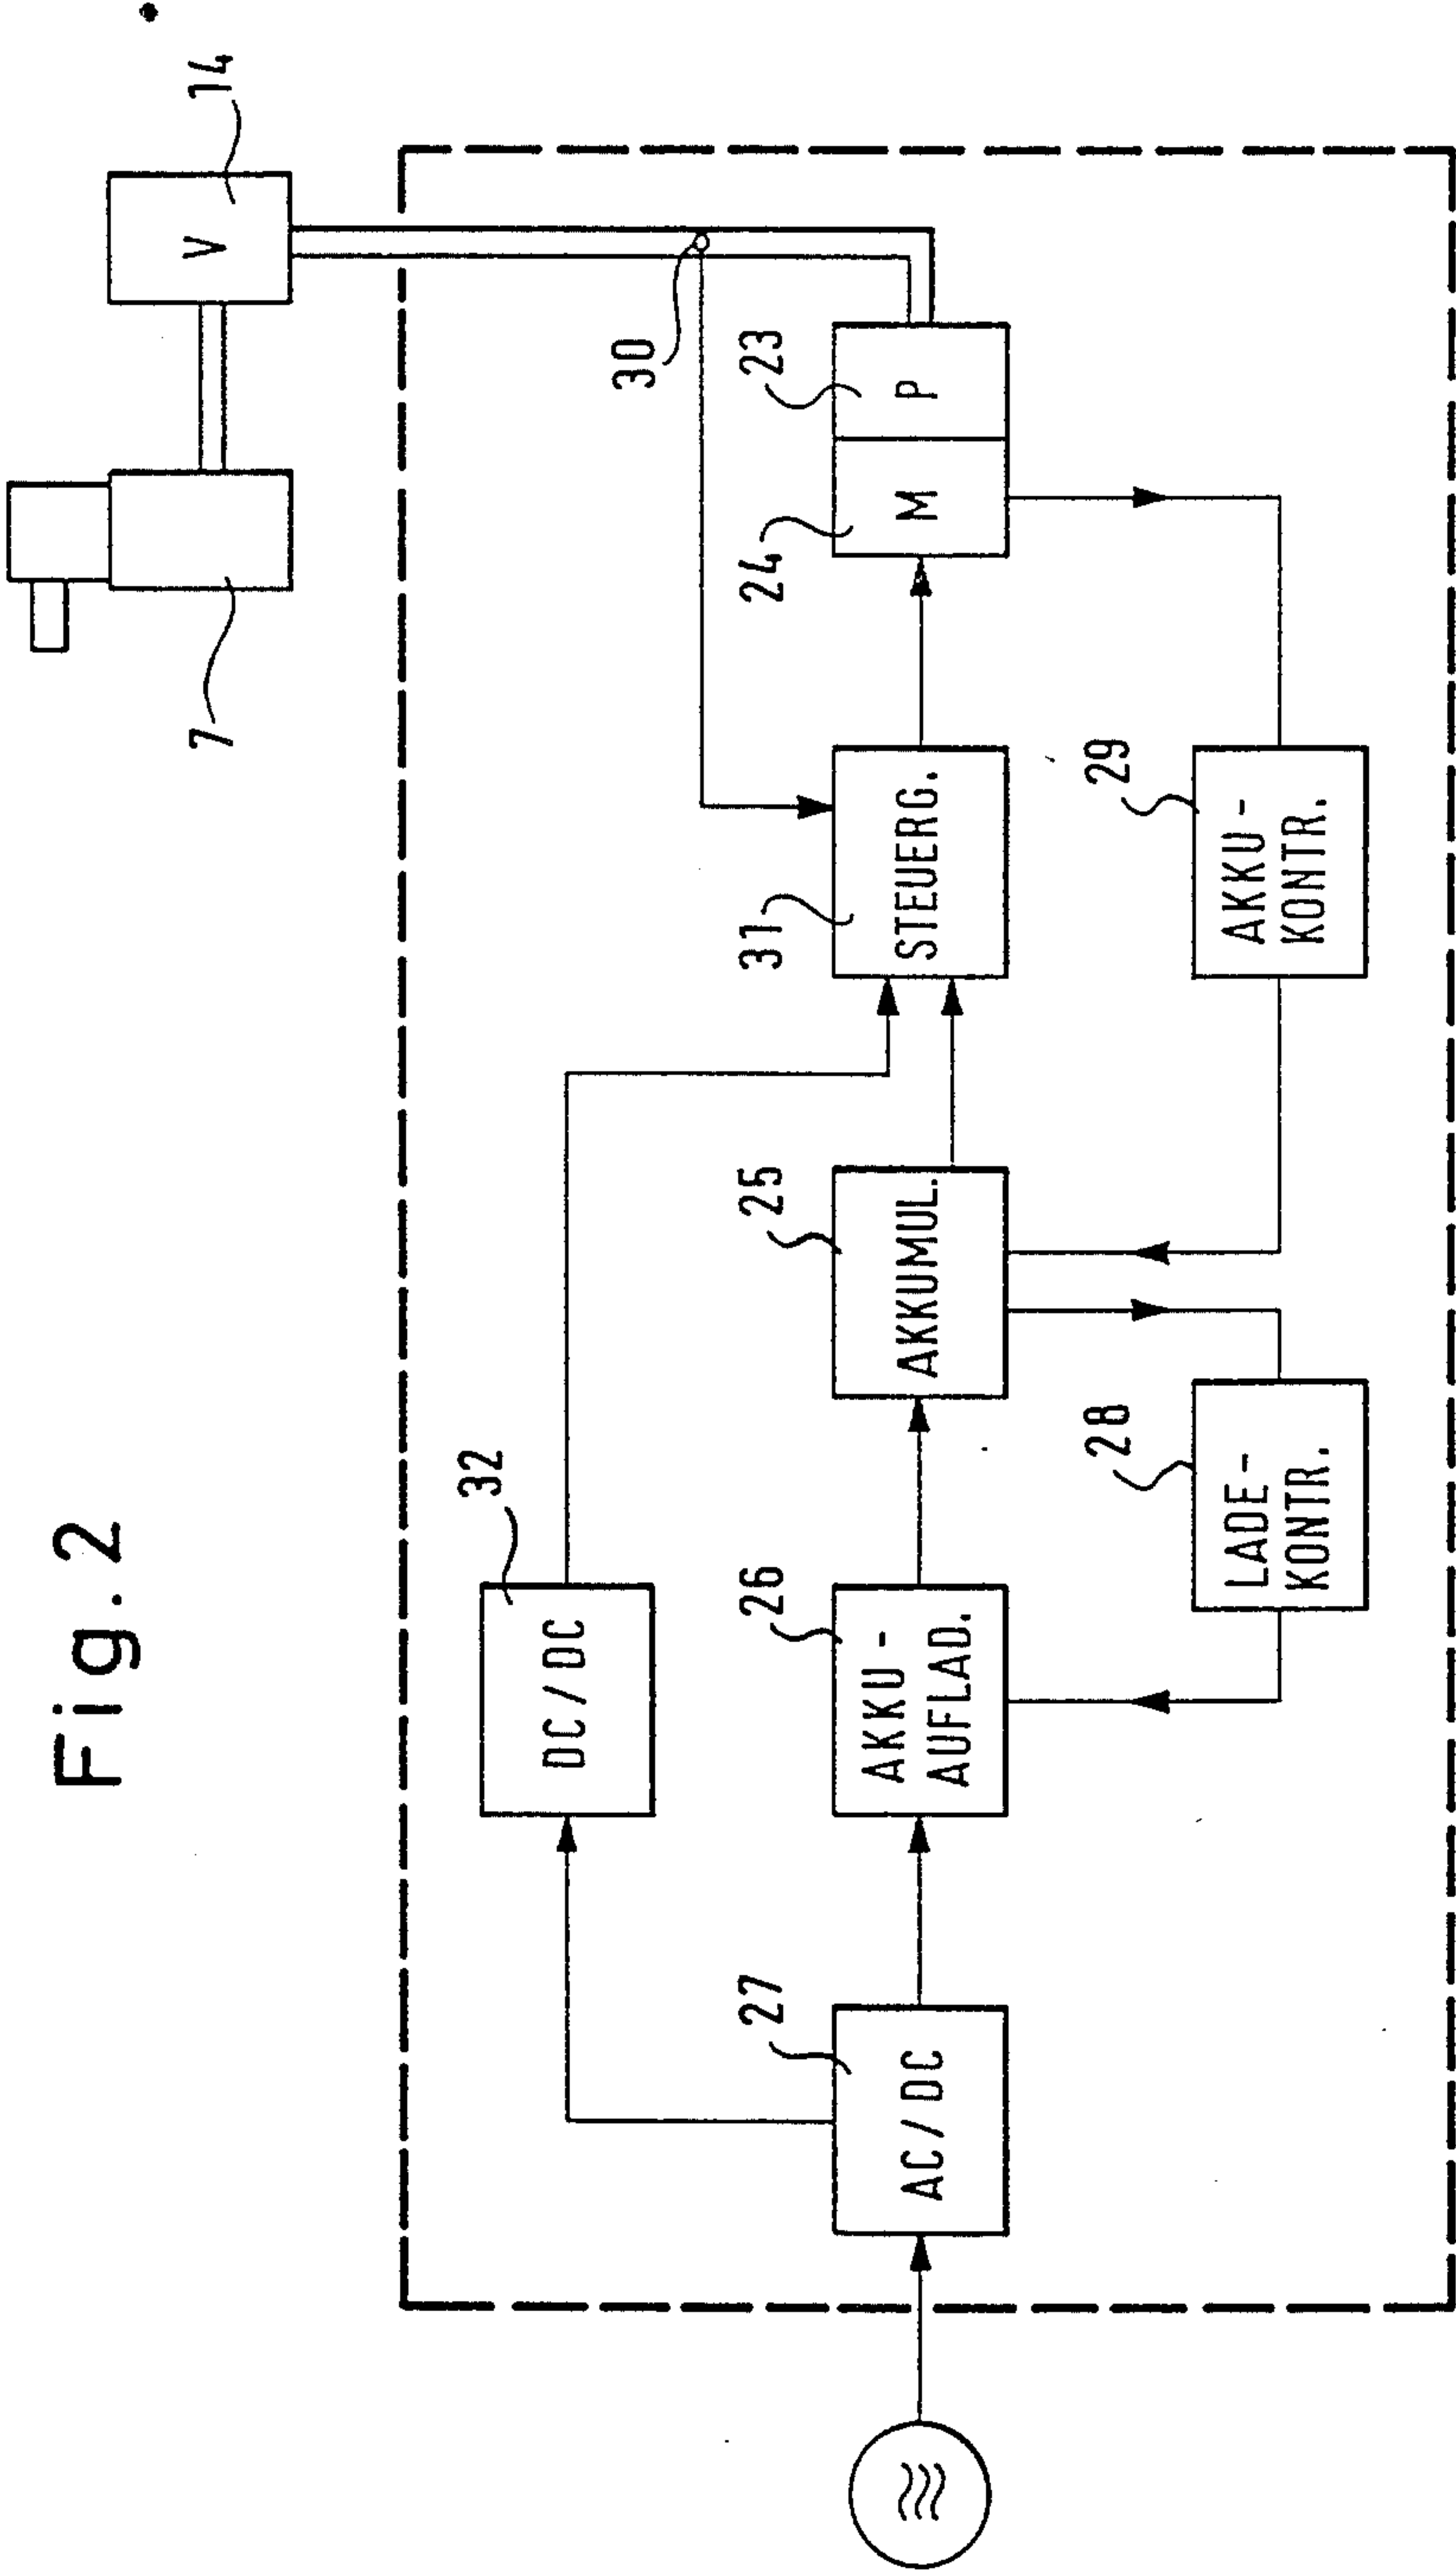 Fig. 2
7
14
V
30
32
DC/DC
27
AC/DC
26
AKKU-
AUFLAD.
25
AKKUMUL.
31
STEUERG.
24
M
23
P
28
LADE-
KONTR.
29
AKKU-
KONTR.